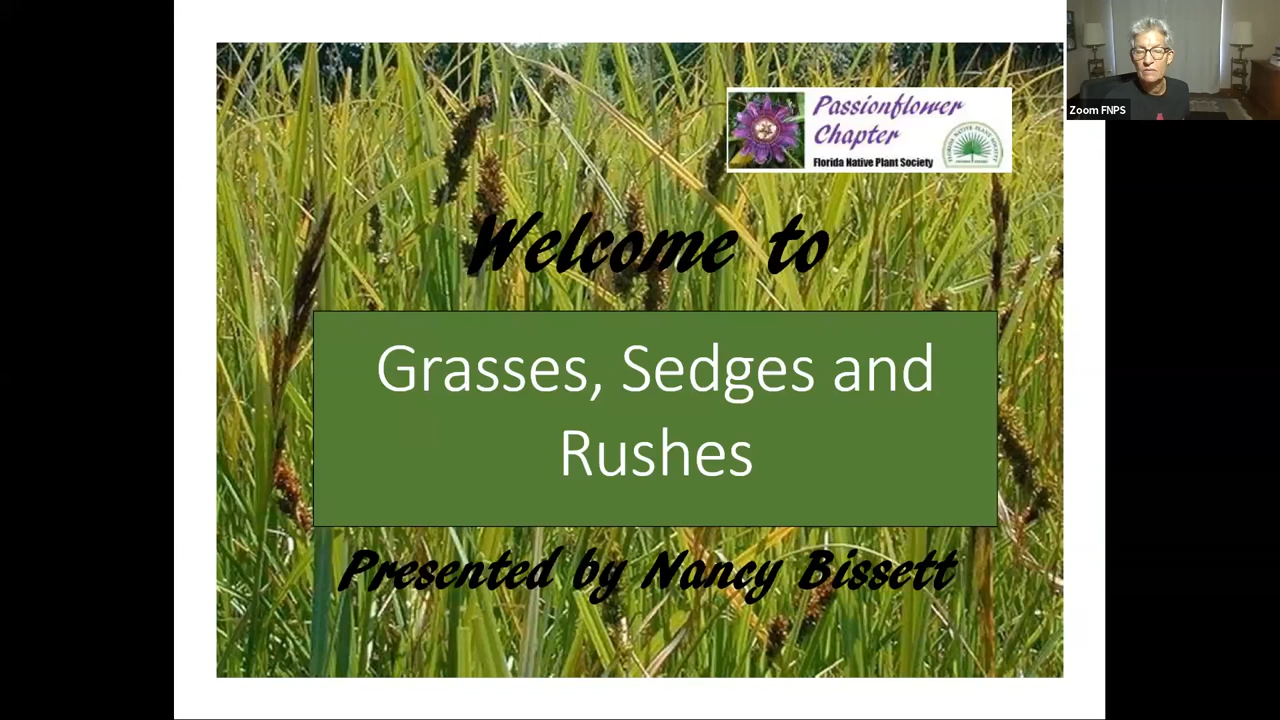 Passionflower
Chapter
Florida Native Plant Society
Zoom FNPS
Welcome to
Grasses, Sedges and
Rushes
Presented by Nancy Bissett